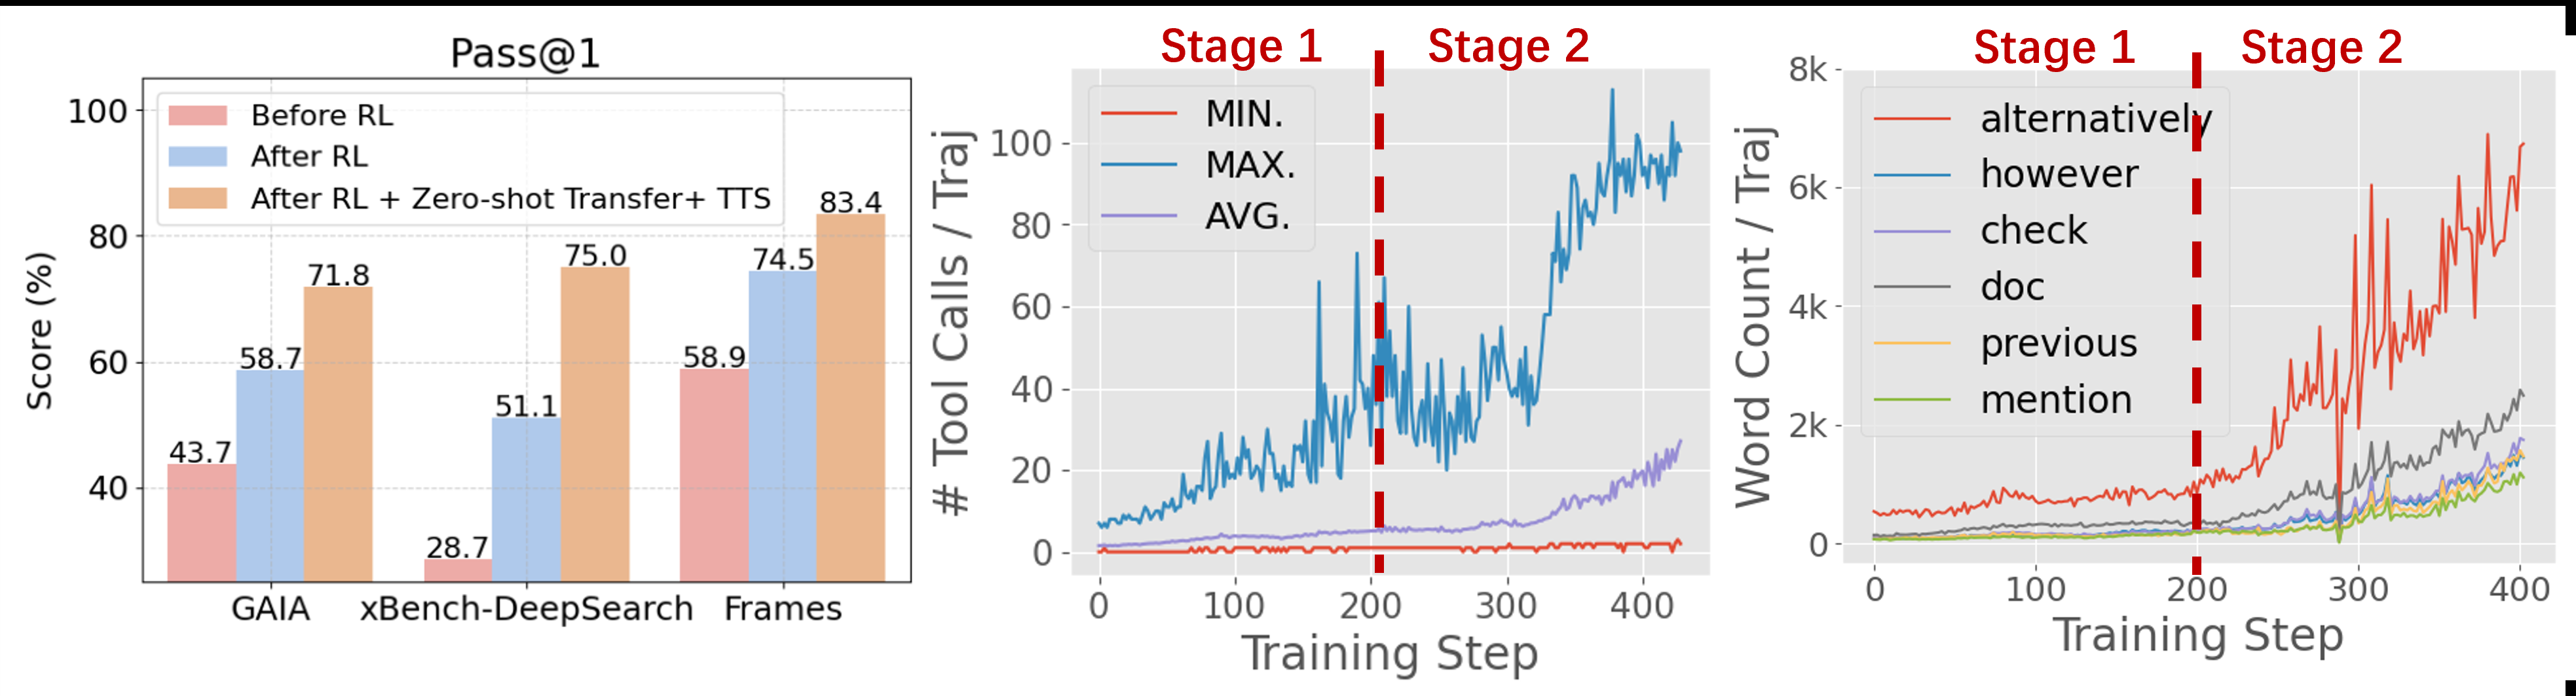 Pass@1
Score (%)
100
80
60
40
Before RL
After RL
After RL + Zero-shot Transfer+ TTS
43.7
58.7
71.8
28.7
51.1
75.0
58.9
74.5
83.4
GAIA
xBench-DeepSearch
Frames
Stage 1
Stage 2
# Tool Calls / Traj
100
80
60
40
20
0
MIN.
MAX.
AVG.
0
100
200
300
400
Training Step
Stage 1
Stage 2
Word Count / Traj
8k
6k
4k
2k
0
alternatively
however
check
doc
previous
mention
0
100
200
300
400
Training Step